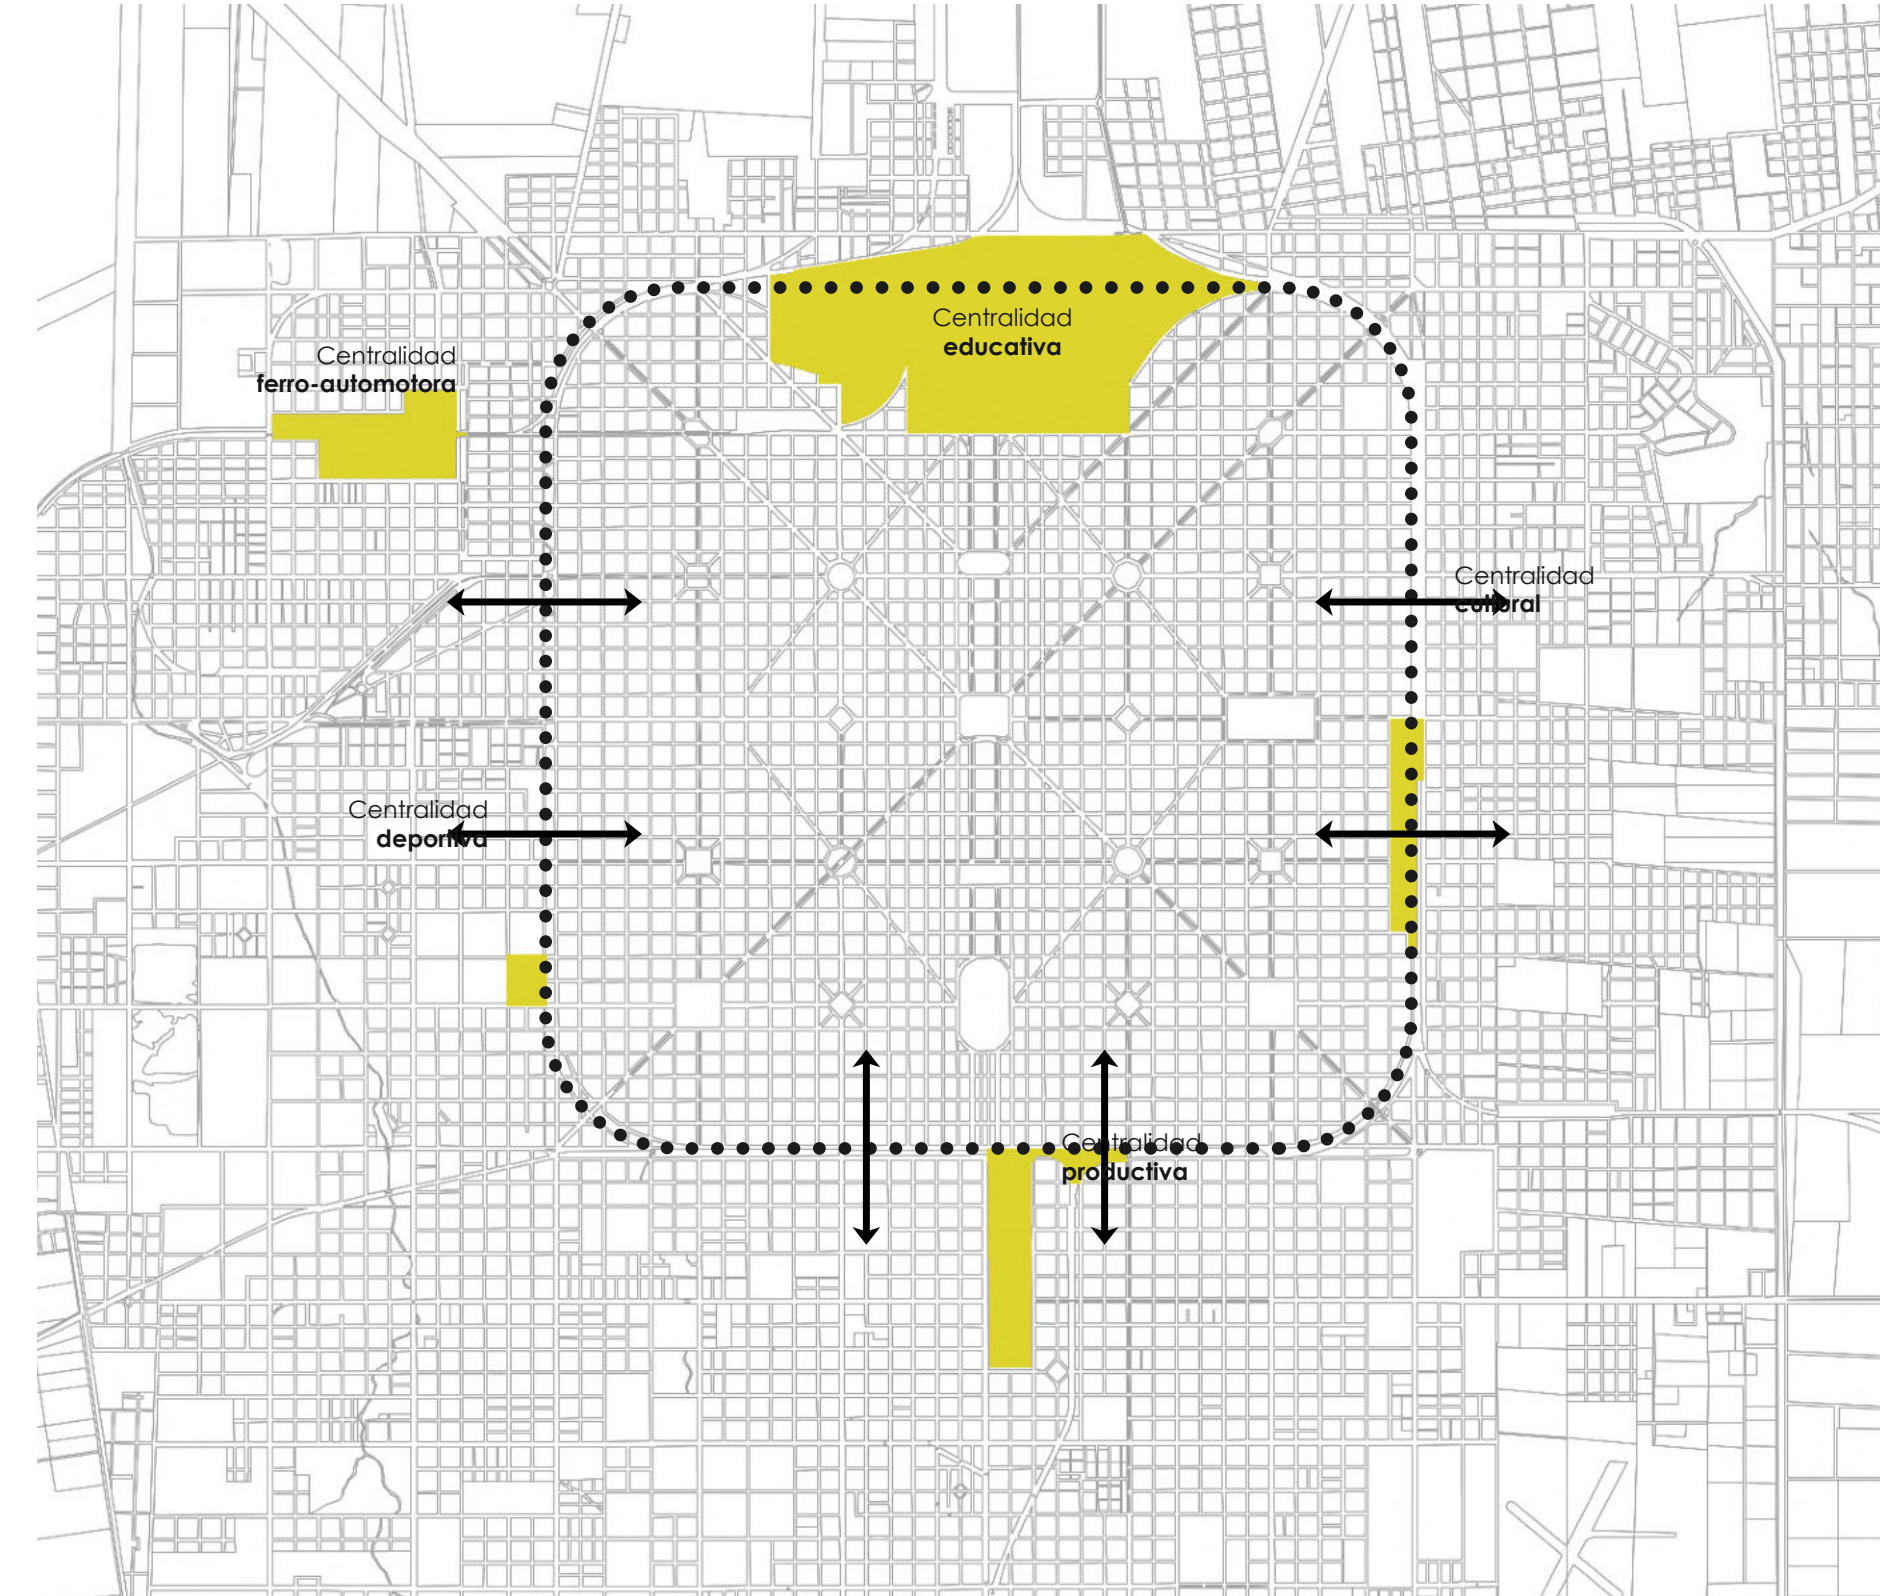 Centralidad
educativa
Centralidad
ferro-automotora
Centralidad
cultural
Centralidad
deportiva
Centralidad
productiva